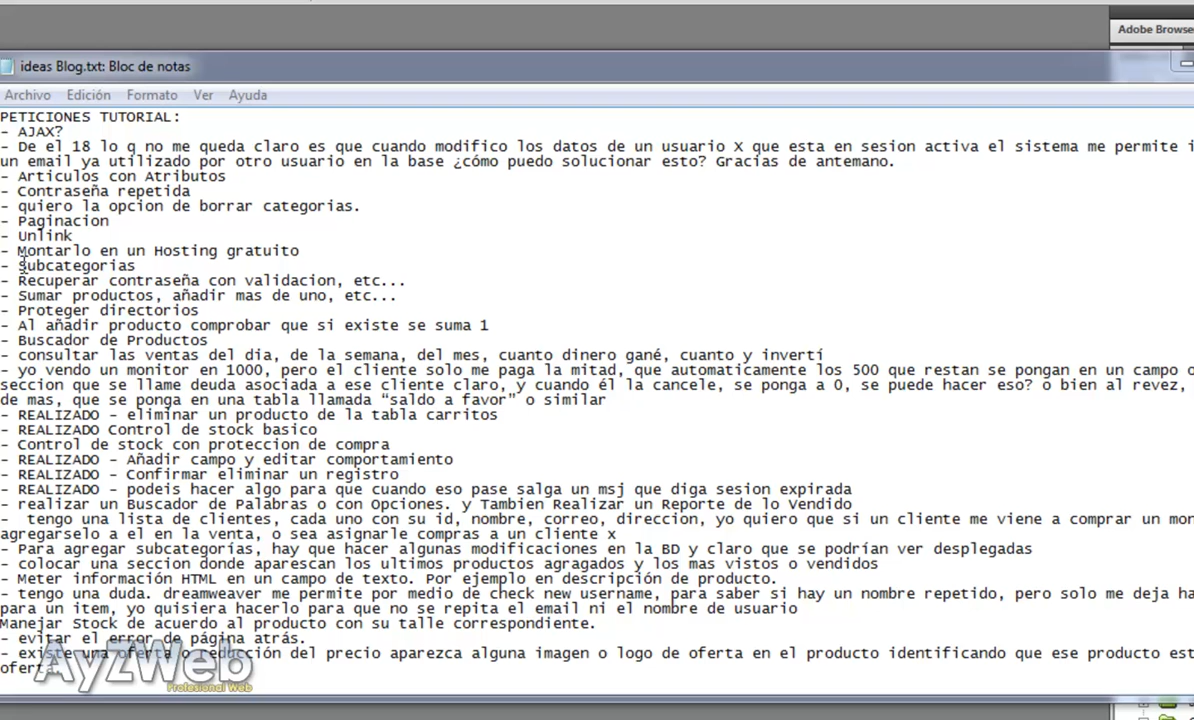 Adobe Browse
ideas Blog.txt: Bloc de notas
Archivo Edición Formato Ver Ayuda
PETICIONES TUTORIAL:
- AJAX?
- De el 18 lo q no me queda claro es que cuando modifico los datos de un usuario X que esta en sesion activa el sistema me permite i
un email ya utilizado por otro usuario en la base ¿cómo puedo solucionar esto? Gracias de antemano.
- Articulos con Atributos
- Contraseña repetida
- quiero la opcion de borrar categorias.
- Paginacion
- Unlink
- Montarlo en un Hosting gratuito
- Subcategorias
- Recuperar contraseña con validacion, etc...
- Sumar productos, añadir mas de uno, etc...
- Proteger directorios
- Al añadir producto comprobar que si existe se suma 1
- Buscador de Productos
- consultar las ventas del dia, de la semana, del mes, cuanto dinero gané, cuanto y invertí
- yo vendo un monitor en 1000, pero el cliente solo me paga la mitad, que automaticamente los 500 que restan se pongan en un campo o
seccion que se llame deuda asociada a ese cliente claro, y cuando él la cancele, se ponga a 0, se puede hacer eso? o bien al revez,
de mas, que se ponga en una tabla llamada “saldo a favor” o similar
- REALIZADO - eliminar un producto de la tabla carritos
- REALIZADO Control de stock basico
- Control de stock con proteccion de compra
- REALIZADO - Añadir campo y editar comportamiento
- REALIZADO - Confirmar eliminar un registro
- REALIZADO - podeis hacer algo para que cuando eso pase salga un msj que diga sesion expirada
- realizar un Buscador de Palabras o con Opciones. y Tambien Realizar un Reporte de lo Vendido
- tengo una lista de clientes, cada uno con su id, nombre, correo, direccion, yo quiero que si un cliente me viene a comprar un mon
agregarselo a el en la venta, o sea asignarle compras a un cliente x
- Para agregar subcategorías, hay que hacer algunas modificaciones en la BD y claro que se podrían ver desplegadas
- colocar una seccion donde aparescan los ultimos productos agragados y los mas vistos o vendidos
- Meter información HTML en un campo de texto. Por ejemplo en descripción de producto.
- tengo una duda. dreamweaver me permite por medio de check new username, para saber si hay un nombre repetido, pero solo me deja ha
para un item, yo quisiera hacerlo para que no se repita el email ni el nombre de usuario
Manejar Stock de acuerdo al producto con su talle correspondiente.
- evitar el error de página atrás.
- existe una oferta o reducción del precio aparezca alguna imagen o logo de oferta en el producto identificando que ese producto est
oferta.
AyZWeb
Profesional Web